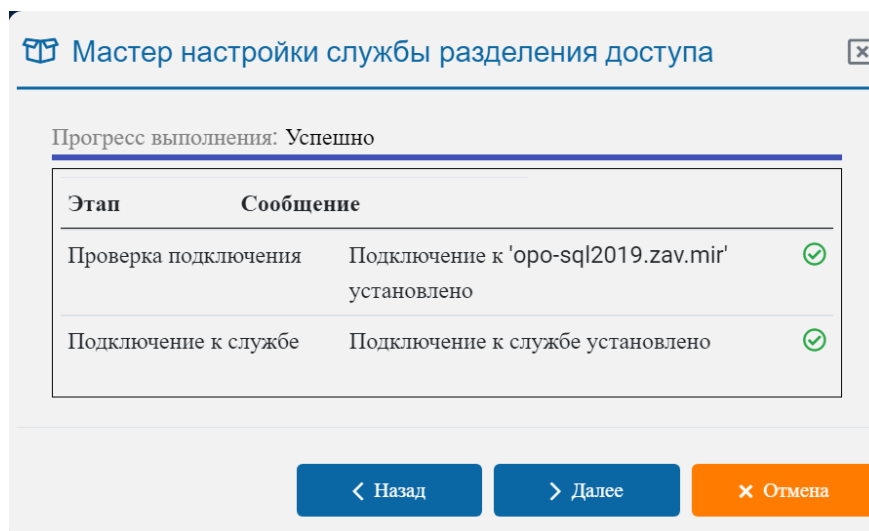 Мастер настройки службы разделения доступа
Прогресс выполнения: Успешно
Этап Сообщение
Проверка подключения Подключение к 'opo-sql2019.zav.mir'
установлено
Подключение к службе Подключение к службе установлено
Назад Далее Отмена